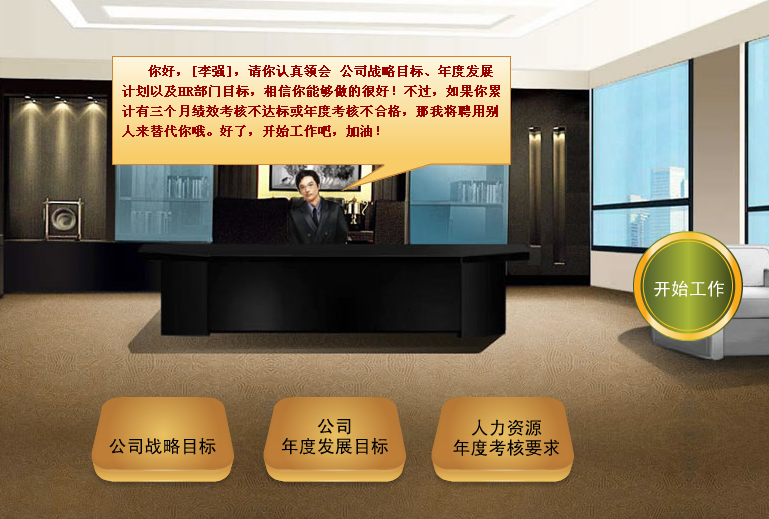 你好，[李强]，请你认真领会 公司战略目标、年度发展
计划以及HR部门目标，相信你能够做的很好！不过，如果你累
计有三个月绩效考核不达标或年度考核不合格，那我将聘用别
人来替代你哦。好了，开始工作吧，加油！
开始工作
公司战略目标
公司
年度发展目标
人力资源
年度考核要求